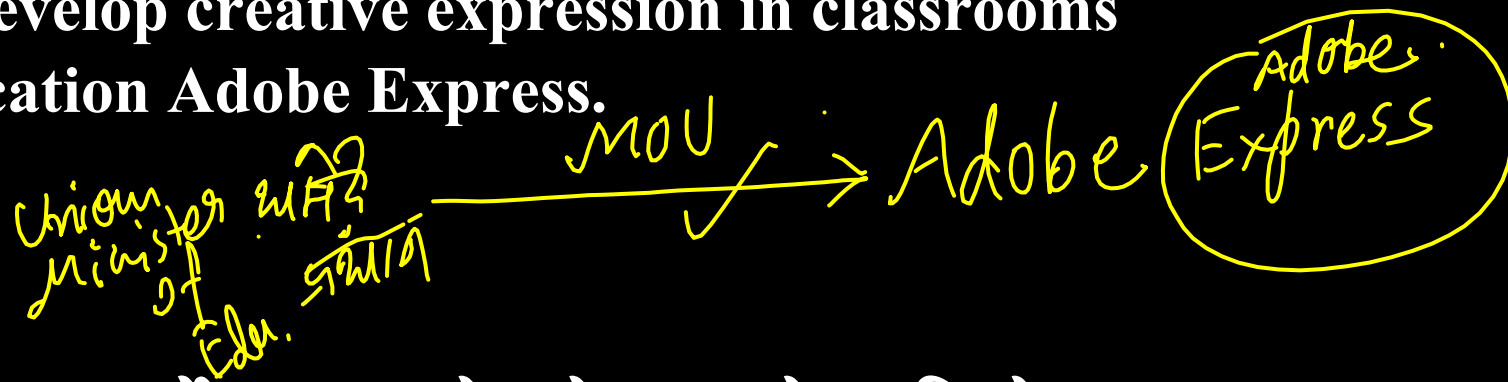 evelop creative expression in classrooms
cation Adobe Express.
MOU
Adobe
Adobe
Express
Union
Minister
of
Edu.